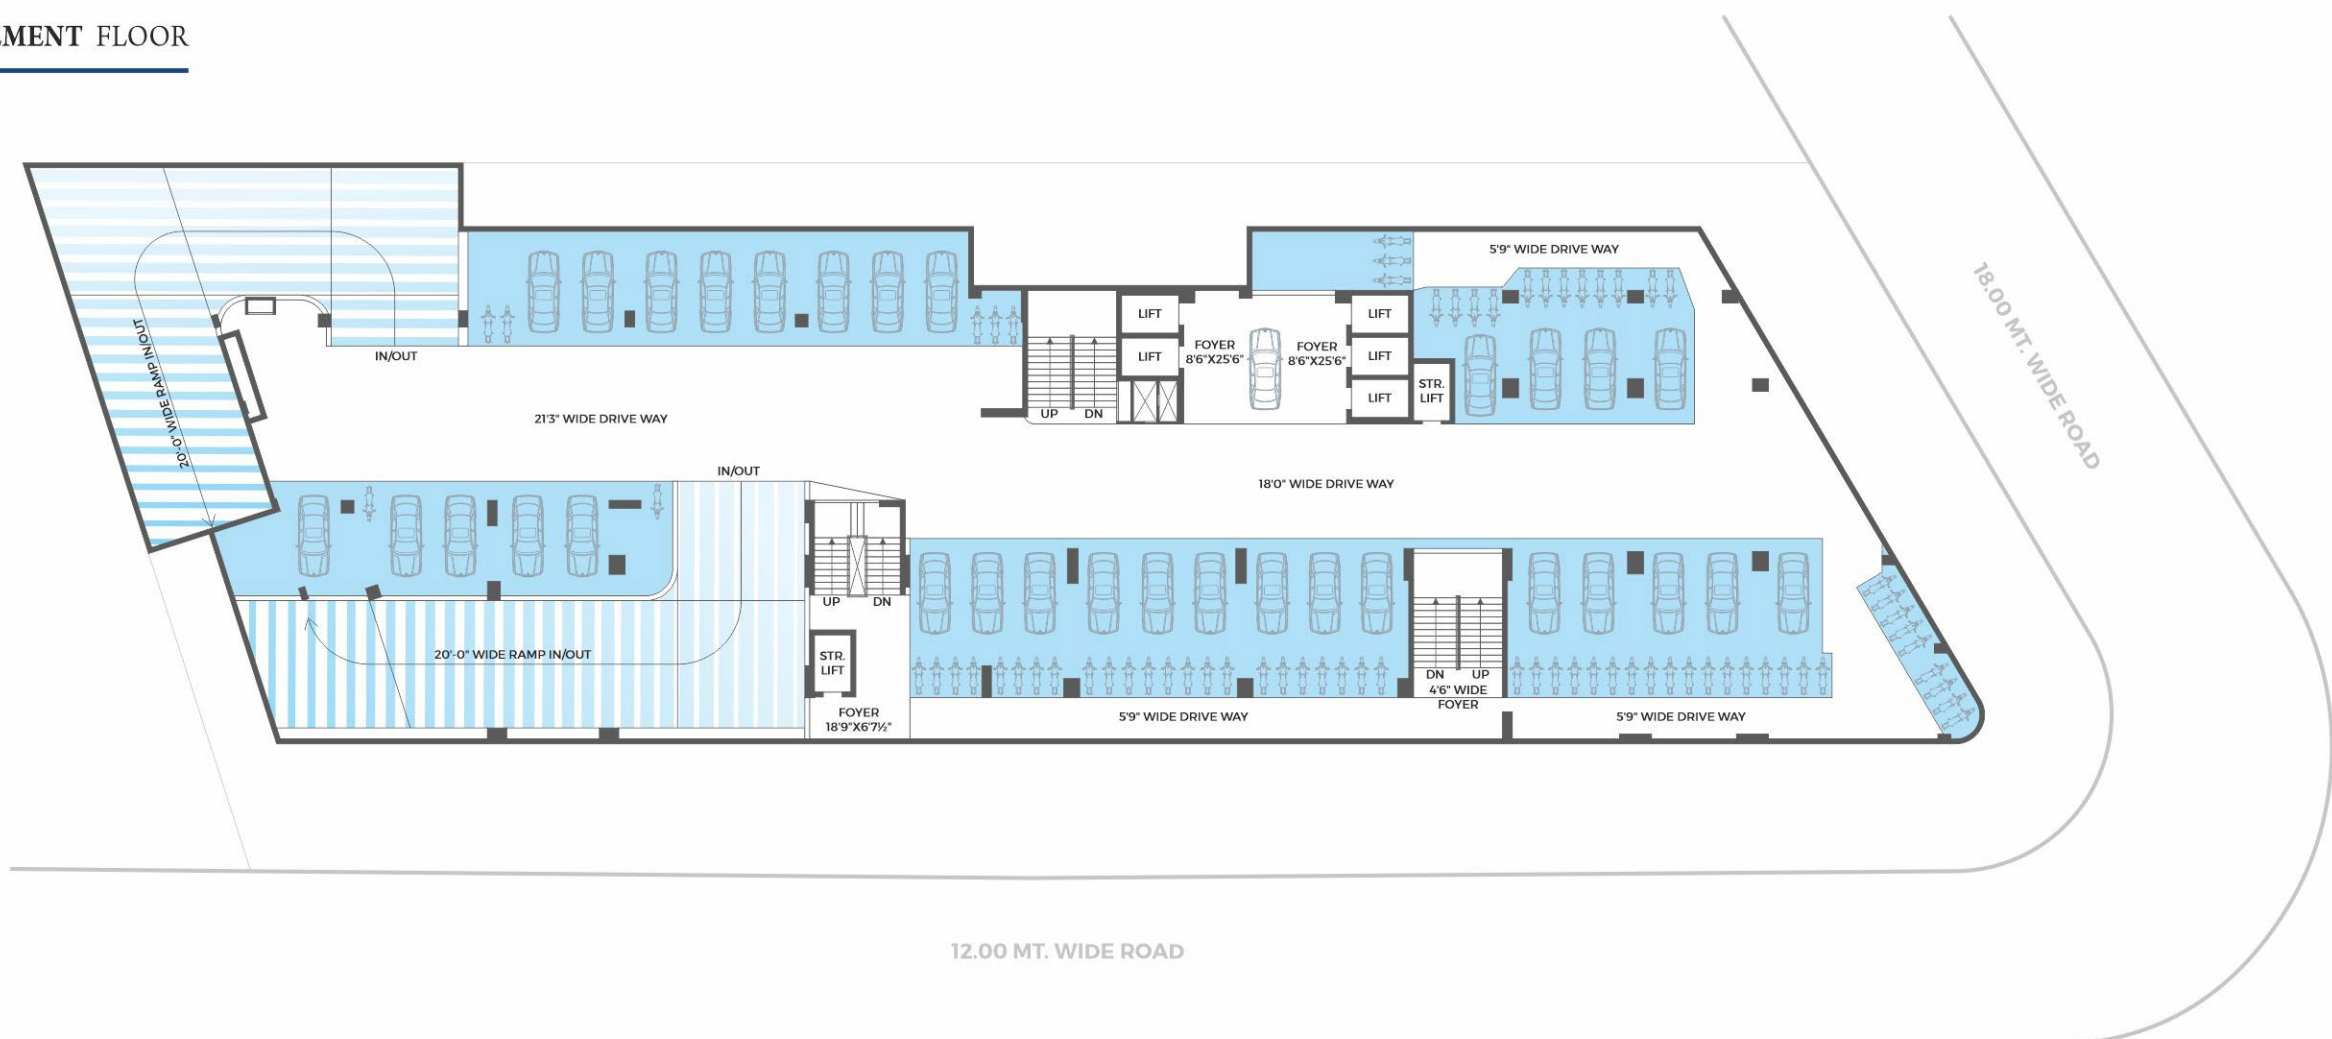 EMENT FLOOR
5'9" WIDE DRIVE WAY
18.00 MT. WIDE ROAD
LIFT
LIFT
LIFT
LIFT
FOYER
8'6"X25'6"
FOYER
8'6"X25'6"
IN/OUT
20'-0" WIDE RAMP IN/OUT
STR.
LIFT
LIFT
UP
DN
21'3" WIDE DRIVE WAY
IN/OUT
18'0" WIDE DRIVE WAY
UP
DN
20'-0" WIDE RAMP IN/OUT
STR.
LIFT
DN
UP
4'6" WIDE
FOYER
FOYER
18'9"X6'7½"
5'9" WIDE DRIVE WAY
5'9" WIDE DRIVE WAY
12.00 MT. WIDE ROAD